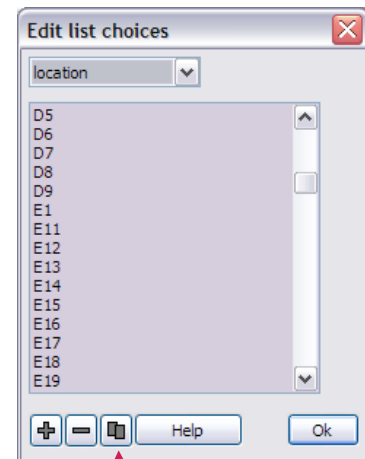 Edit list choices
location
D5
D6
D7
D8
D9
E1
E11
E12
E13
E14
E15
E16
E17
E18
E19
Help Ok